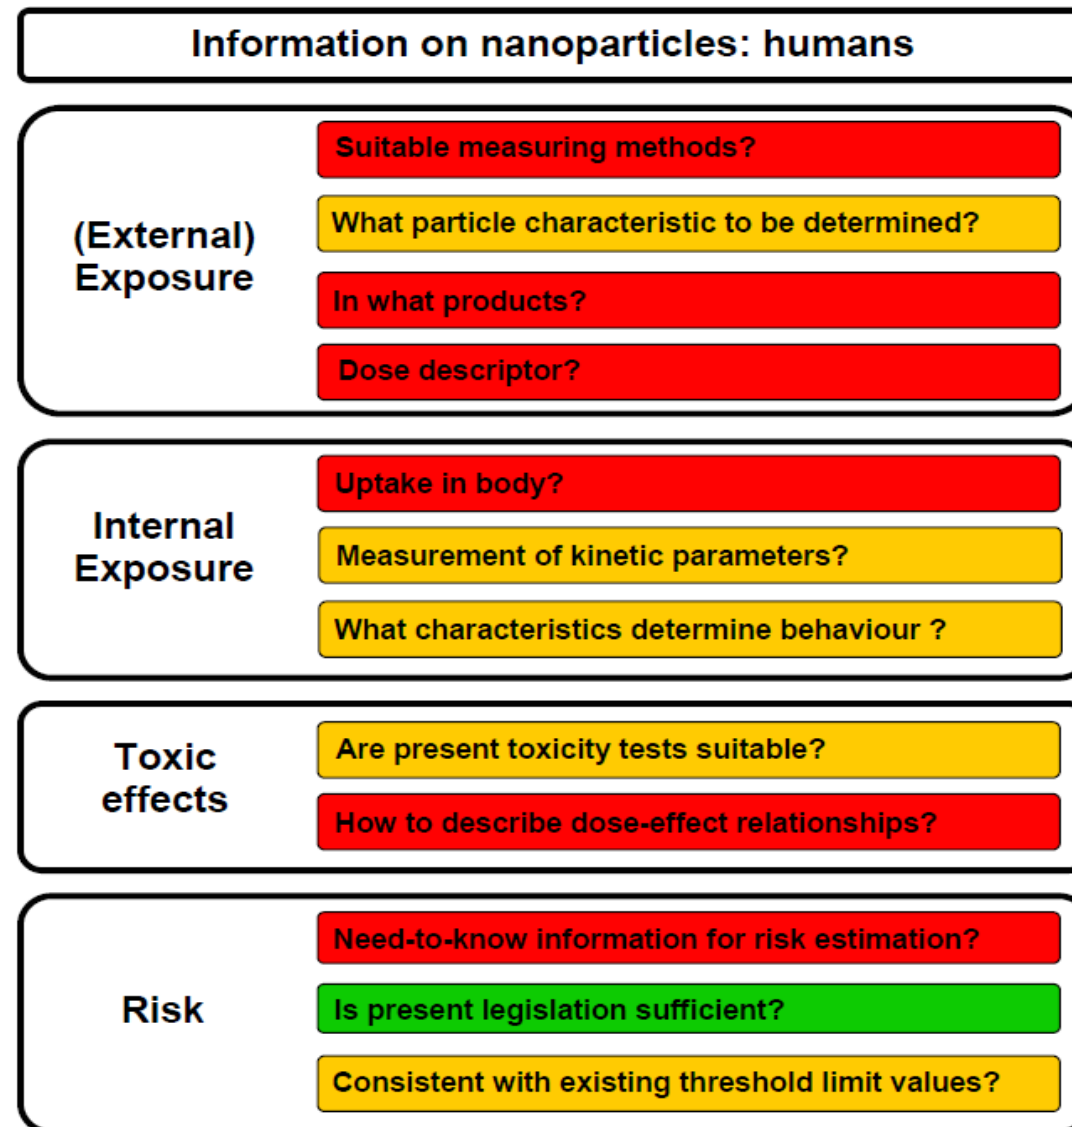 Information on nanoparticles: humans
(External)
Exposure
Suitable measuring methods?
What particle characteristic to be determined?
In what products?
Dose descriptor?
Internal
Exposure
Uptake in body?
Measurement of kinetic parameters?
What characteristics determine behaviour ?
Toxic
effects
Are present toxicity tests suitable?
How to describe dose-effect relationships?
Risk
Need-to-know information for risk estimation?
Is present legislation sufficient?
Consistent with existing threshold limit values?